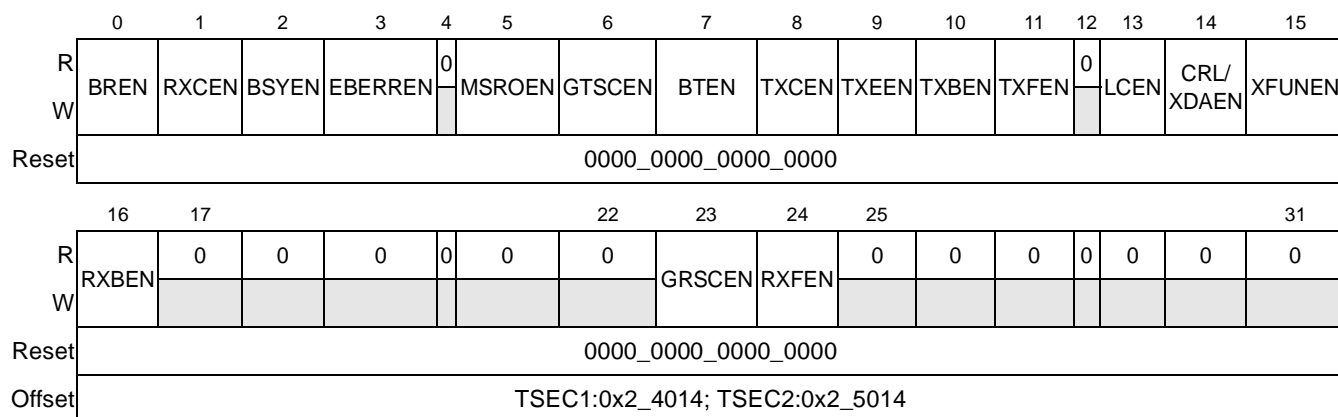 0 1 2 3 4 5 6 7 8 9 10 11 12 13 14 15
R 0 0
BREN RXCEN BSYEN EBERREN MSROEN GTSCEN BTEN TXCEN TXEEN TXBEN TXFEN LCEN CRL/ XDAEN XFUNEN
W
Reset 0000_0000_0000_0000
16 17 22 23 24 25 31
R 0 0 0 0 0 0 0 0 0 0 0 0 0
RXBEN GRSCEN RXFEN
W
Reset 0000_0000_0000_0000
Offset TSEC1:0x2_4014; TSEC2:0x2_5014